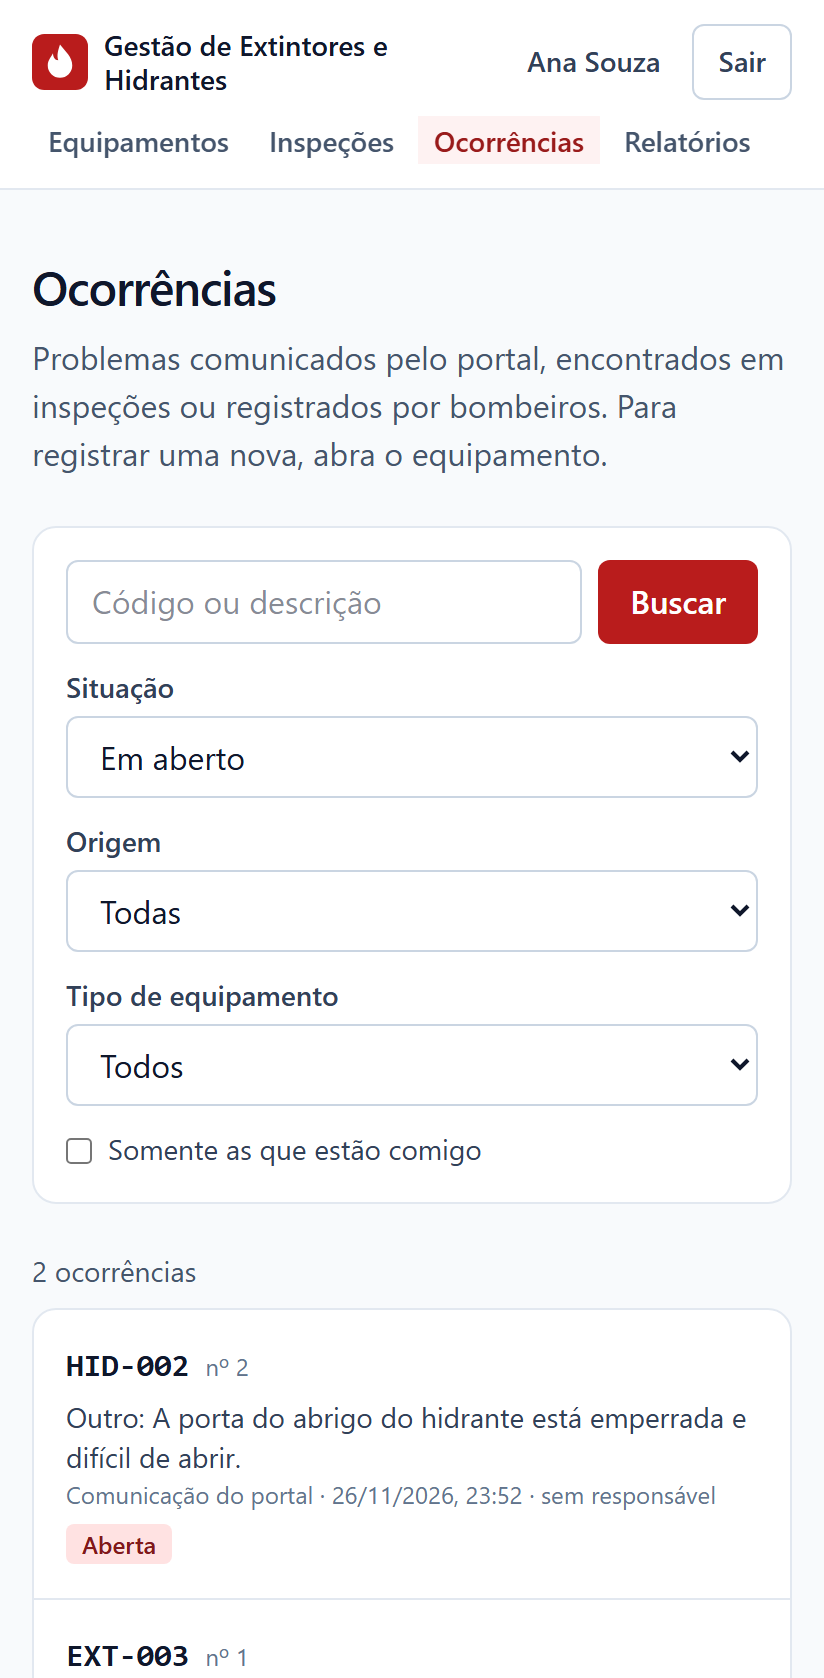 Gestão de Extintores e
Hidrantes
Ana Souza
Sair
Equipamentos
Inspeções
Ocorrências
Relatórios
Ocorrências
Problemas comunicados pelo portal, encontrados em
inspeções ou registrados por bombeiros. Para
registrar uma nova, abra o equipamento.
Código ou descrição
Buscar
Situação
Em aberto
Origem
Todas
Tipo de equipamento
Todos
Somente as que estão comigo
2 ocorrências
HID-002 nº 2
Outro: A porta do abrigo do hidrante está emperrada e
difícil de abrir.
Comunicação do portal · 26/11/2026, 23:52 · sem responsável
Aberta
EXT-003 nº 1